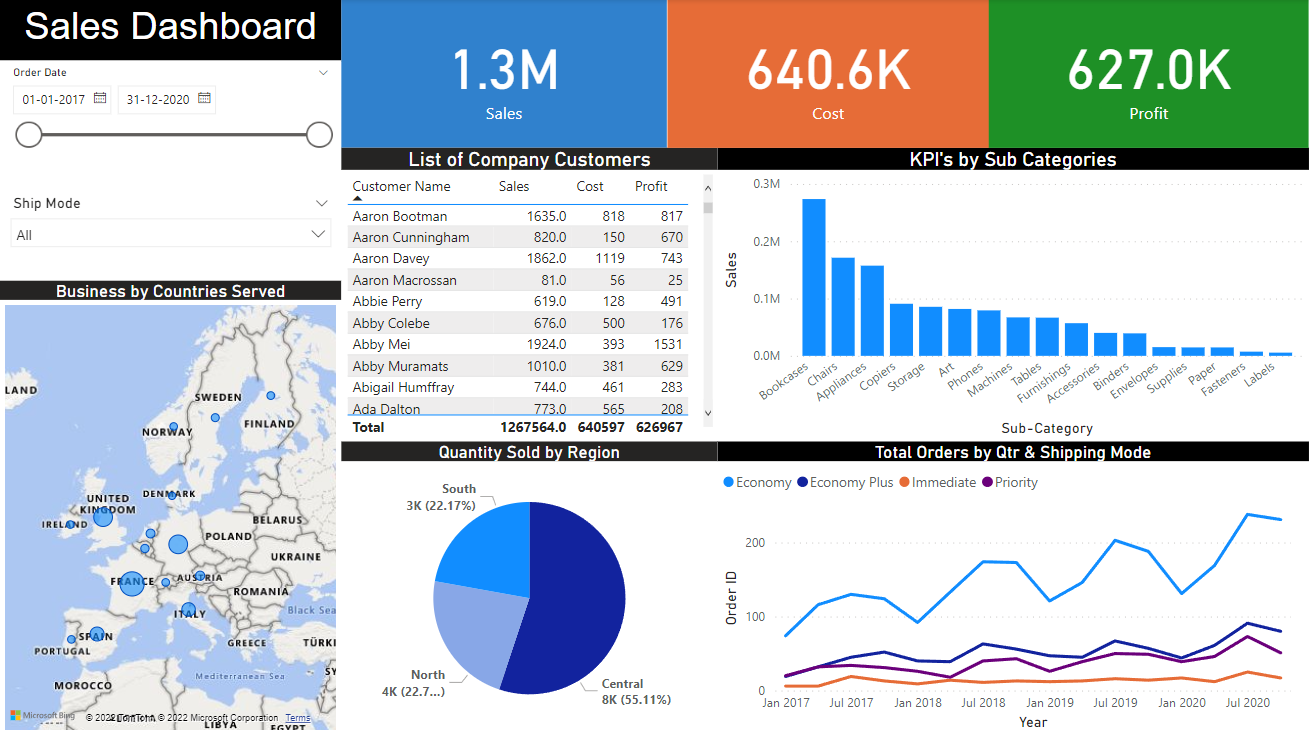 Sales Dashboard
Order Date
01-01-2017 31-12-2020
Ship Mode
All
1.3M
Sales
640.6K
Cost
627.0K
Profit
List of Company Customers
Customer Name Sales Cost Profit
Aaron Bootman 1635.0 818 817
Aaron Cunningham 820.0 150 670
Aaron Davey 1862.0 1119 743
Aaron Macrossan 81.0 56 25
Abbie Perry 619.0 128 491
Abby Colebe 676.0 500 176
Abby Mei 1924.0 393 1531
Abby Muramats 1010.0 381 629
Abigail Humffray 744.0 461 283
Ada Dalton 773.0 565 208
Total 1267564.0 640597 626967
KPI's by Sub Categories
0.3M
0.2M
0.1M
0.0M
Sales
Bookcases
Chairs
Appliances
Copiers
Storage
Art
Phones
Machines
Tables
Furnishings
Accessories
Binders
Envelopes
Supplies
Paper
Fasteners
Labels
Sub-Category
Business by Countries Served
LAND
SWEDEN
FINLAND
NORWAY
UNITED
KINGDOM
DENMARK
IRELAND
BELARUS
POLAND
UKRAINE
FRANCE
AUSTRIA
ROMANIA
Black Sea
ITALY
SPAIN
PORTUGAL
GREECE
TÜRKI
Mediterranean Sea
SY
MOROCCO
LIBYA
EGYPT
Microsoft Bing
© 2022 Microsoft Corporation Terms
Quantity Sold by Region
South
3K (22.17%)
North
4K (22.7...)
Central
8K (55.11%)
Total Orders by Qtr & Shipping Mode
Economy Economy Plus Immediate Priority
200
100
0
Order ID
Jan 2017 Jul 2017 Jan 2018 Jul 2018 Jan 2019 Jul 2019 Jan 2020 Jul 2020
Year